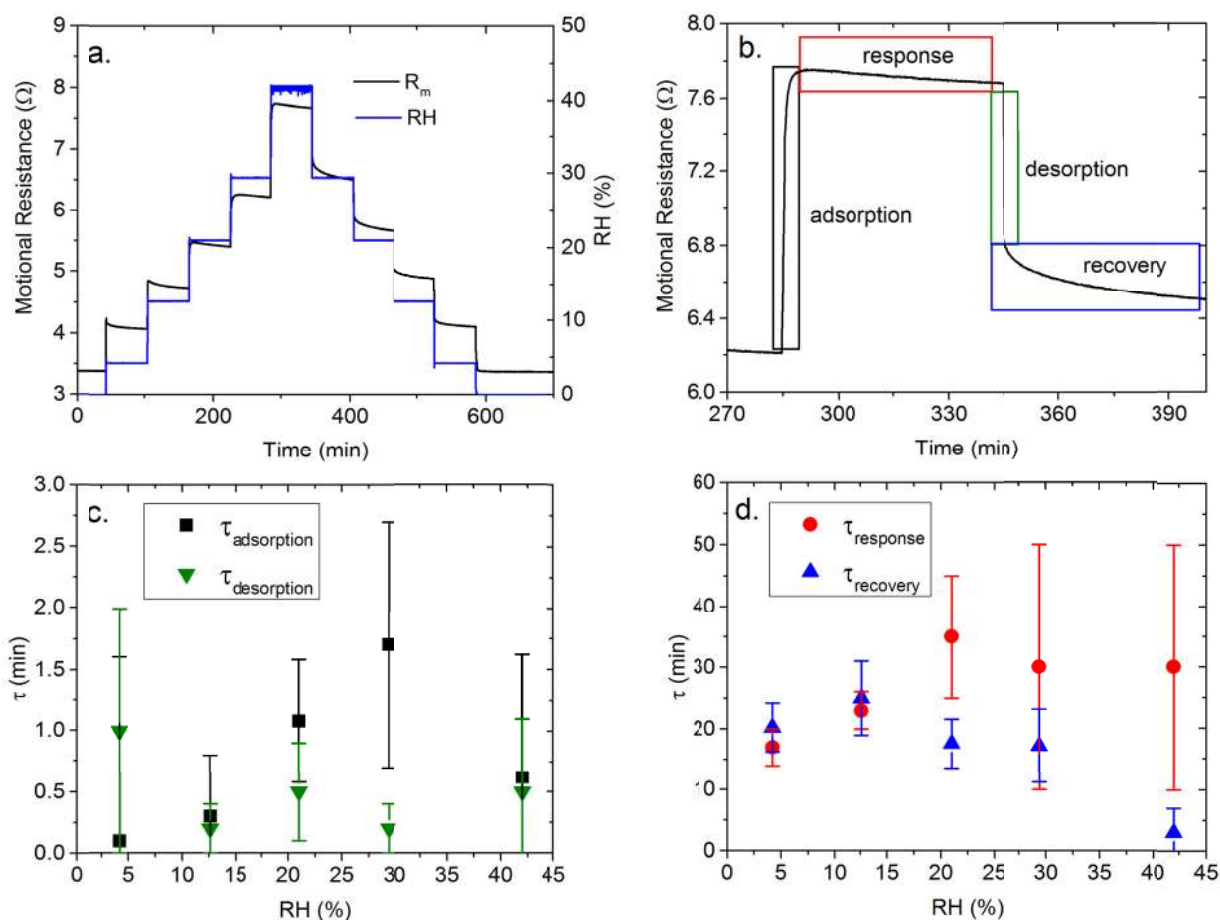 a.
R_m
RH
9
8
7
6
5
4
3
50
40
30
20
10
0
0 200 400 600
Motional Resistance (Ω)
RH (%)
Time (min)
b.
response
desorption
adsorption
recovery
8.0
7.6
7.2
6.8
6.4
6.0
270 300 330 360 390
Motional Resistance (Ω)
Time (min)
c.
τ_adsorption
τ_desorption
3.0
2.5
2.0
1.5
1.0
0.5
0.0
0 5 10 15 20 25 30 35 40 45
τ (min)
RH (%)
d.
τ_response
τ_recovery
60
50
40
30
20
10
0
0 5 10 15 20 25 30 35 40 45
τ (min)
RH (%)